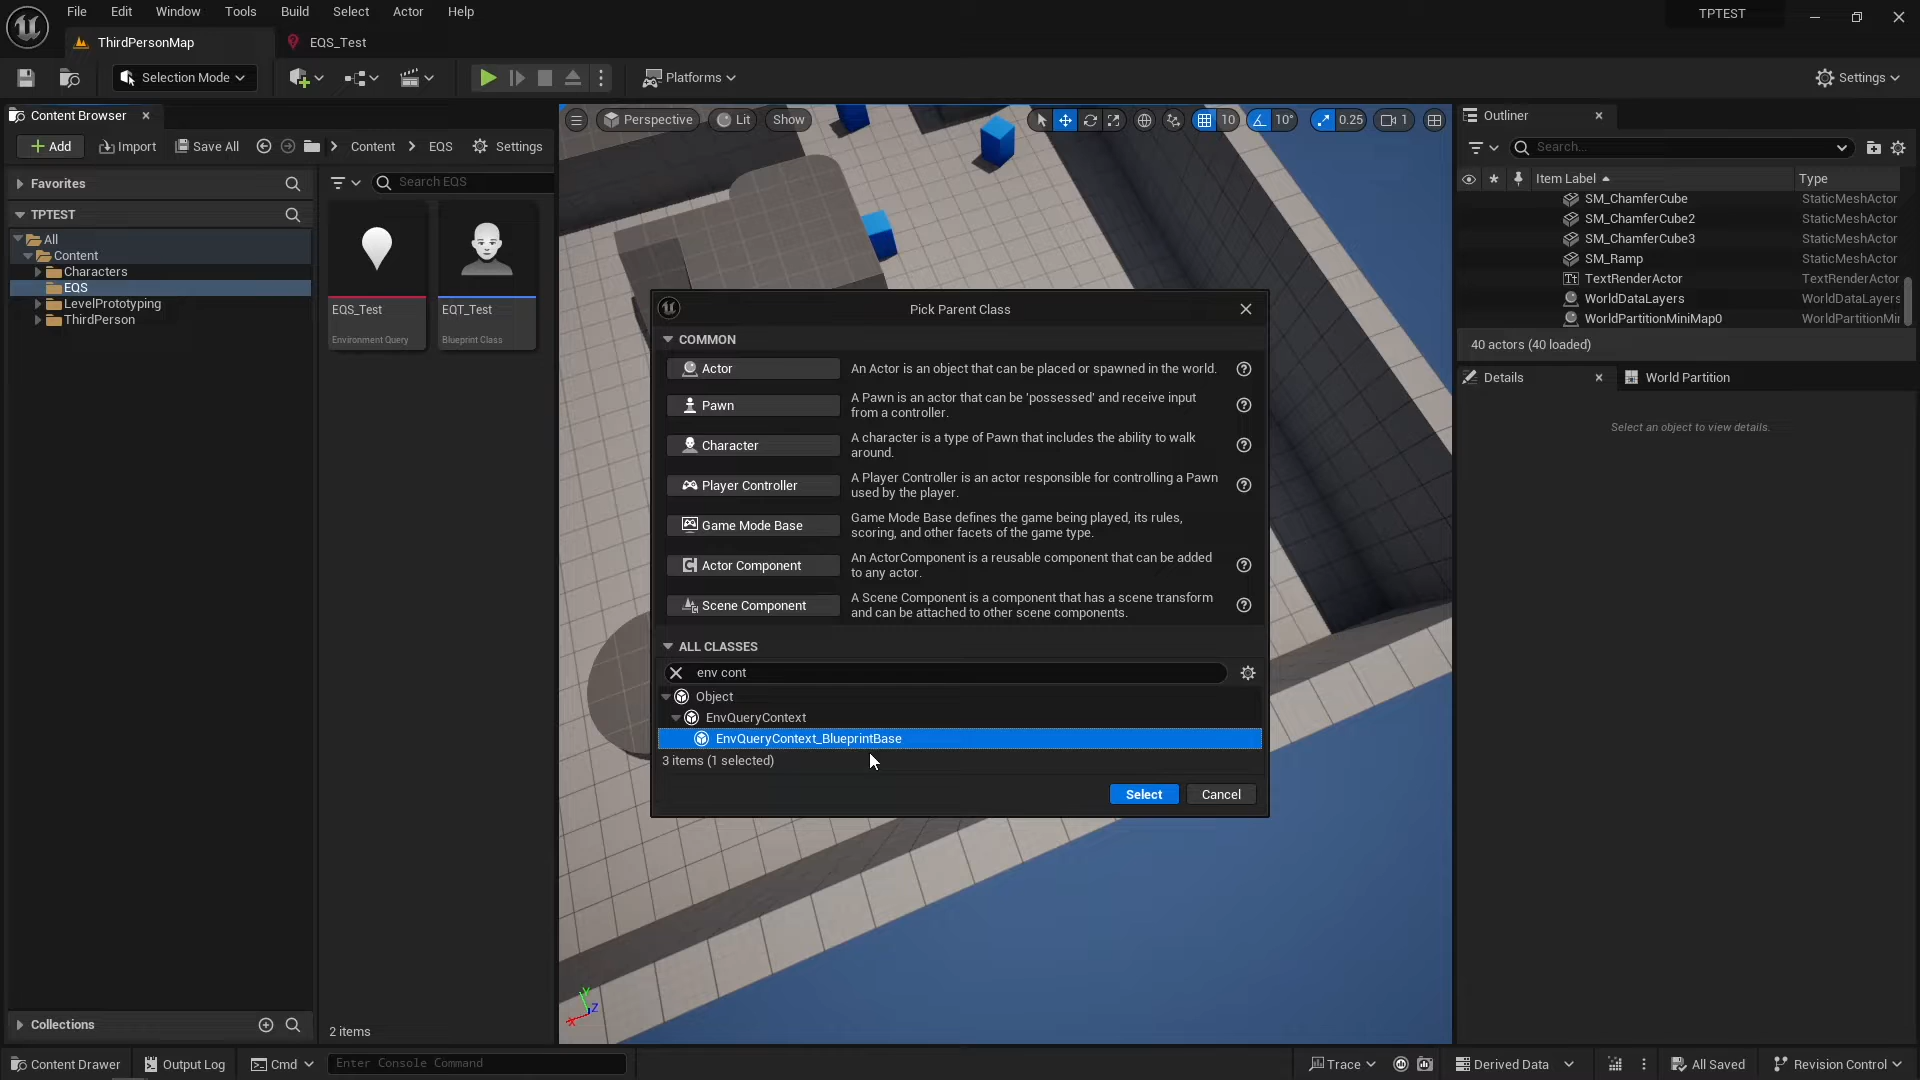 File Edit Window Tools Build Select Actor Help
TPTEST
ThirdPersonMap
EQS_Test
Selection Mode
Platforms
Settings
Content Browser
Add
Import
Save All
Content
EQS
Settings
Favorites
Search EQS
TPTEST
All
Content
Characters
EQS
LevelPrototyping
ThirdPerson
EQS_Test
Environment Query
EQT_Test
Blueprint Class
Collections
2 items
Perspective
Lit
Show
10
10°
0.25
1
Pick Parent Class
COMMON
Actor
An Actor is an object that can be placed or spawned in the world.
Pawn
A Pawn is an actor that can be 'possessed' and receive input
from a controller.
Character
A character is a type of Pawn that includes the ability to walk
around.
Player Controller
A Player Controller is an actor responsible for controlling a Pawn
used by the player.
Game Mode Base
Game Mode Base defines the game being played, its rules,
scoring, and other facets of the game type.
Actor Component
An ActorComponent is a reusable component that can be added
to any actor.
Scene Component
A Scene Component is a component that has a scene transform
and can be attached to other scene components.
ALL CLASSES
env cont
Object
EnvQueryContext
EnvQueryContext_BlueprintBase
3 items (1 selected)
Select
Cancel
Y
Z
X
Outliner
Search...
Item Label
Type
SM_ChamferCube StaticMeshActor
SM_ChamferCube2 StaticMeshActor
SM_ChamferCube3 StaticMeshActor
SM_Ramp StaticMeshActor
TextRenderActor TextRenderActor
WorldDataLayers WorldDataLayers
WorldPartitionMiniMap0 WorldPartitionMi
40 actors (40 loaded)
Details
World Partition
Select an object to view details.
Content Drawer
Output Log
Cmd
Enter Console Command
Trace
Derived Data
All Saved
Revision Control